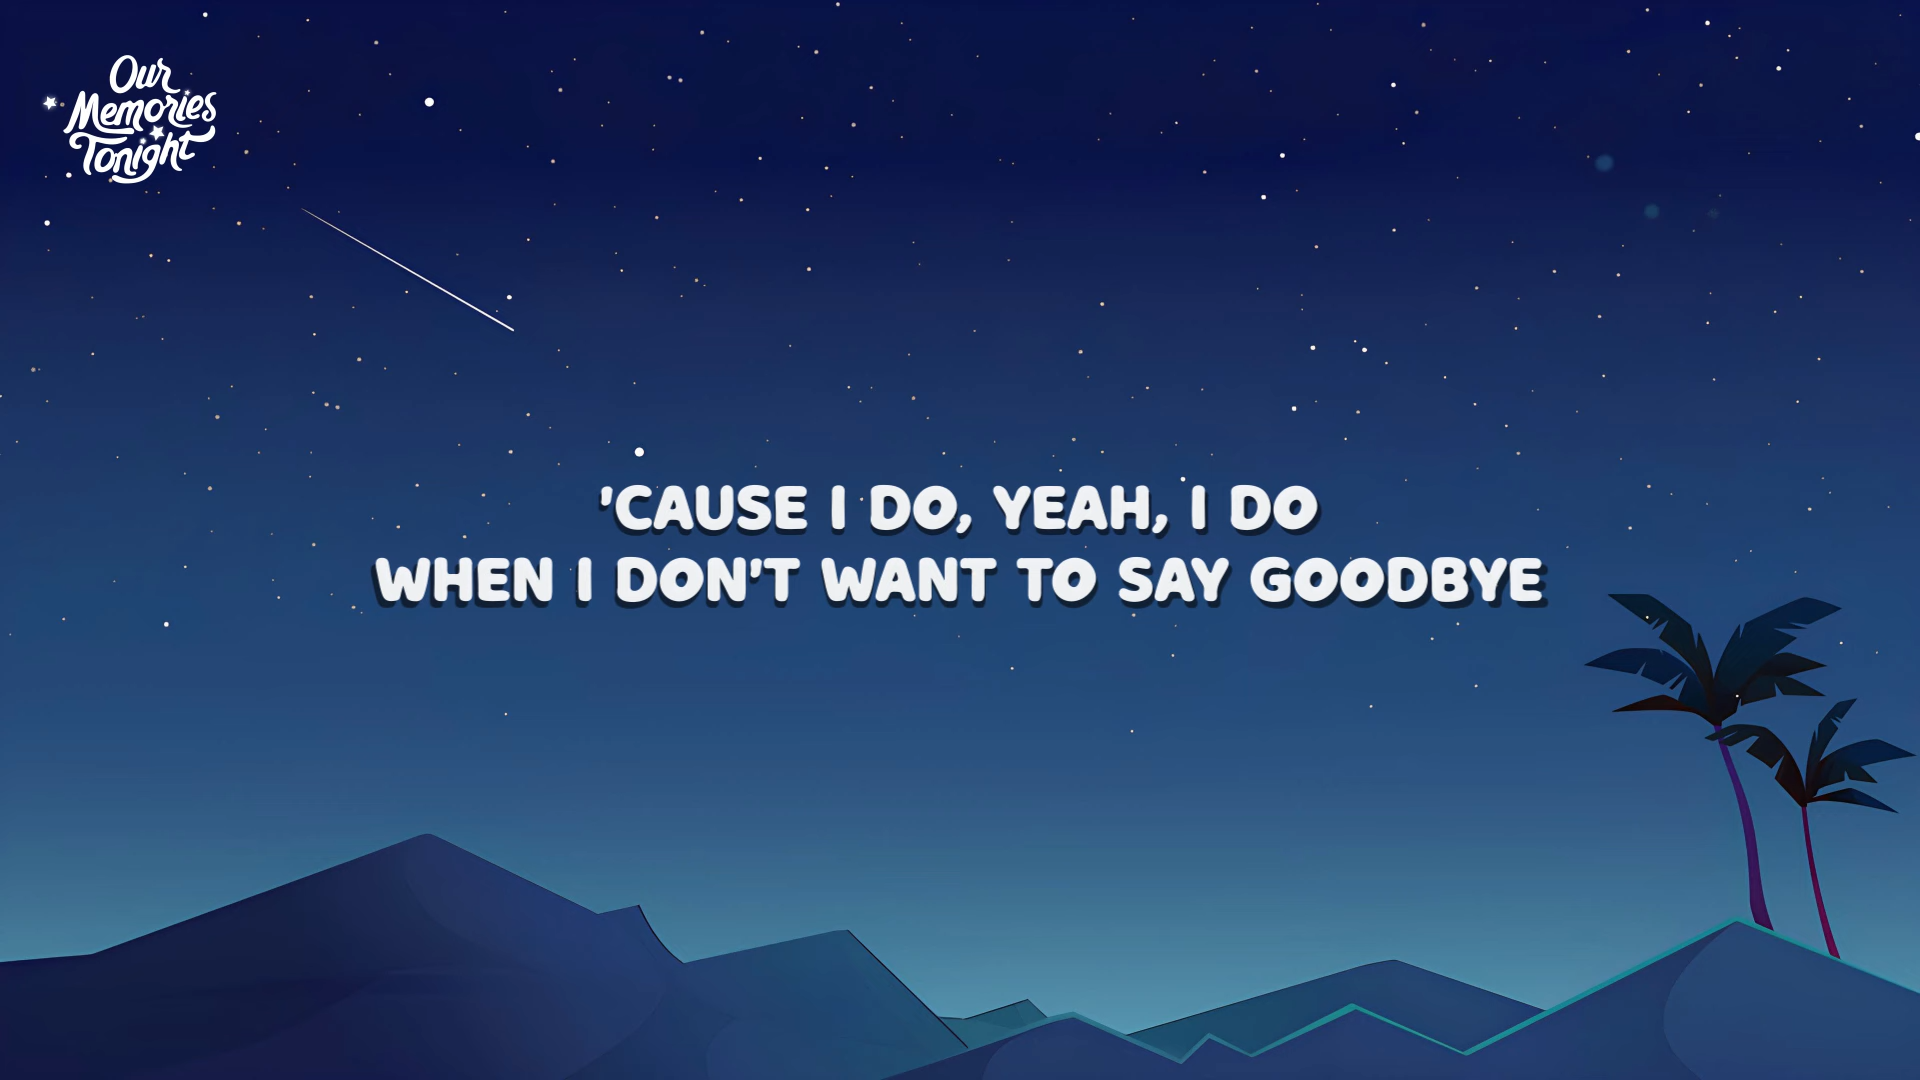 Our
Memories
Tonight
'CAUSE I DO, YEAH, I DO
WHEN I DON'T WANT TO SAY GOODBYE